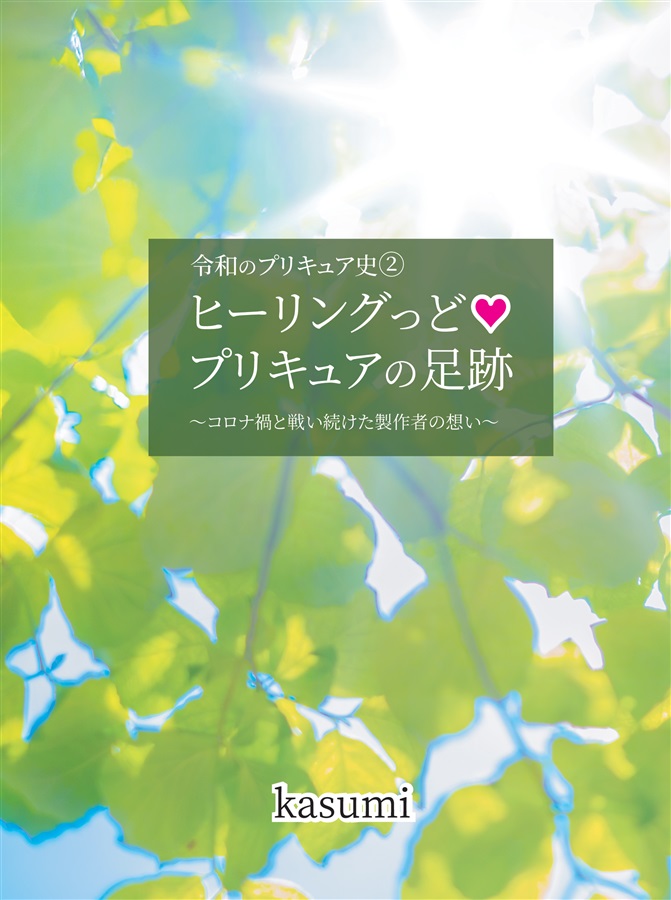 令和のプリキュア史②
ヒーリングっど♥
プリキュアの足跡
～コロナ禍と戦い続けた製作者の想い～
kasumi